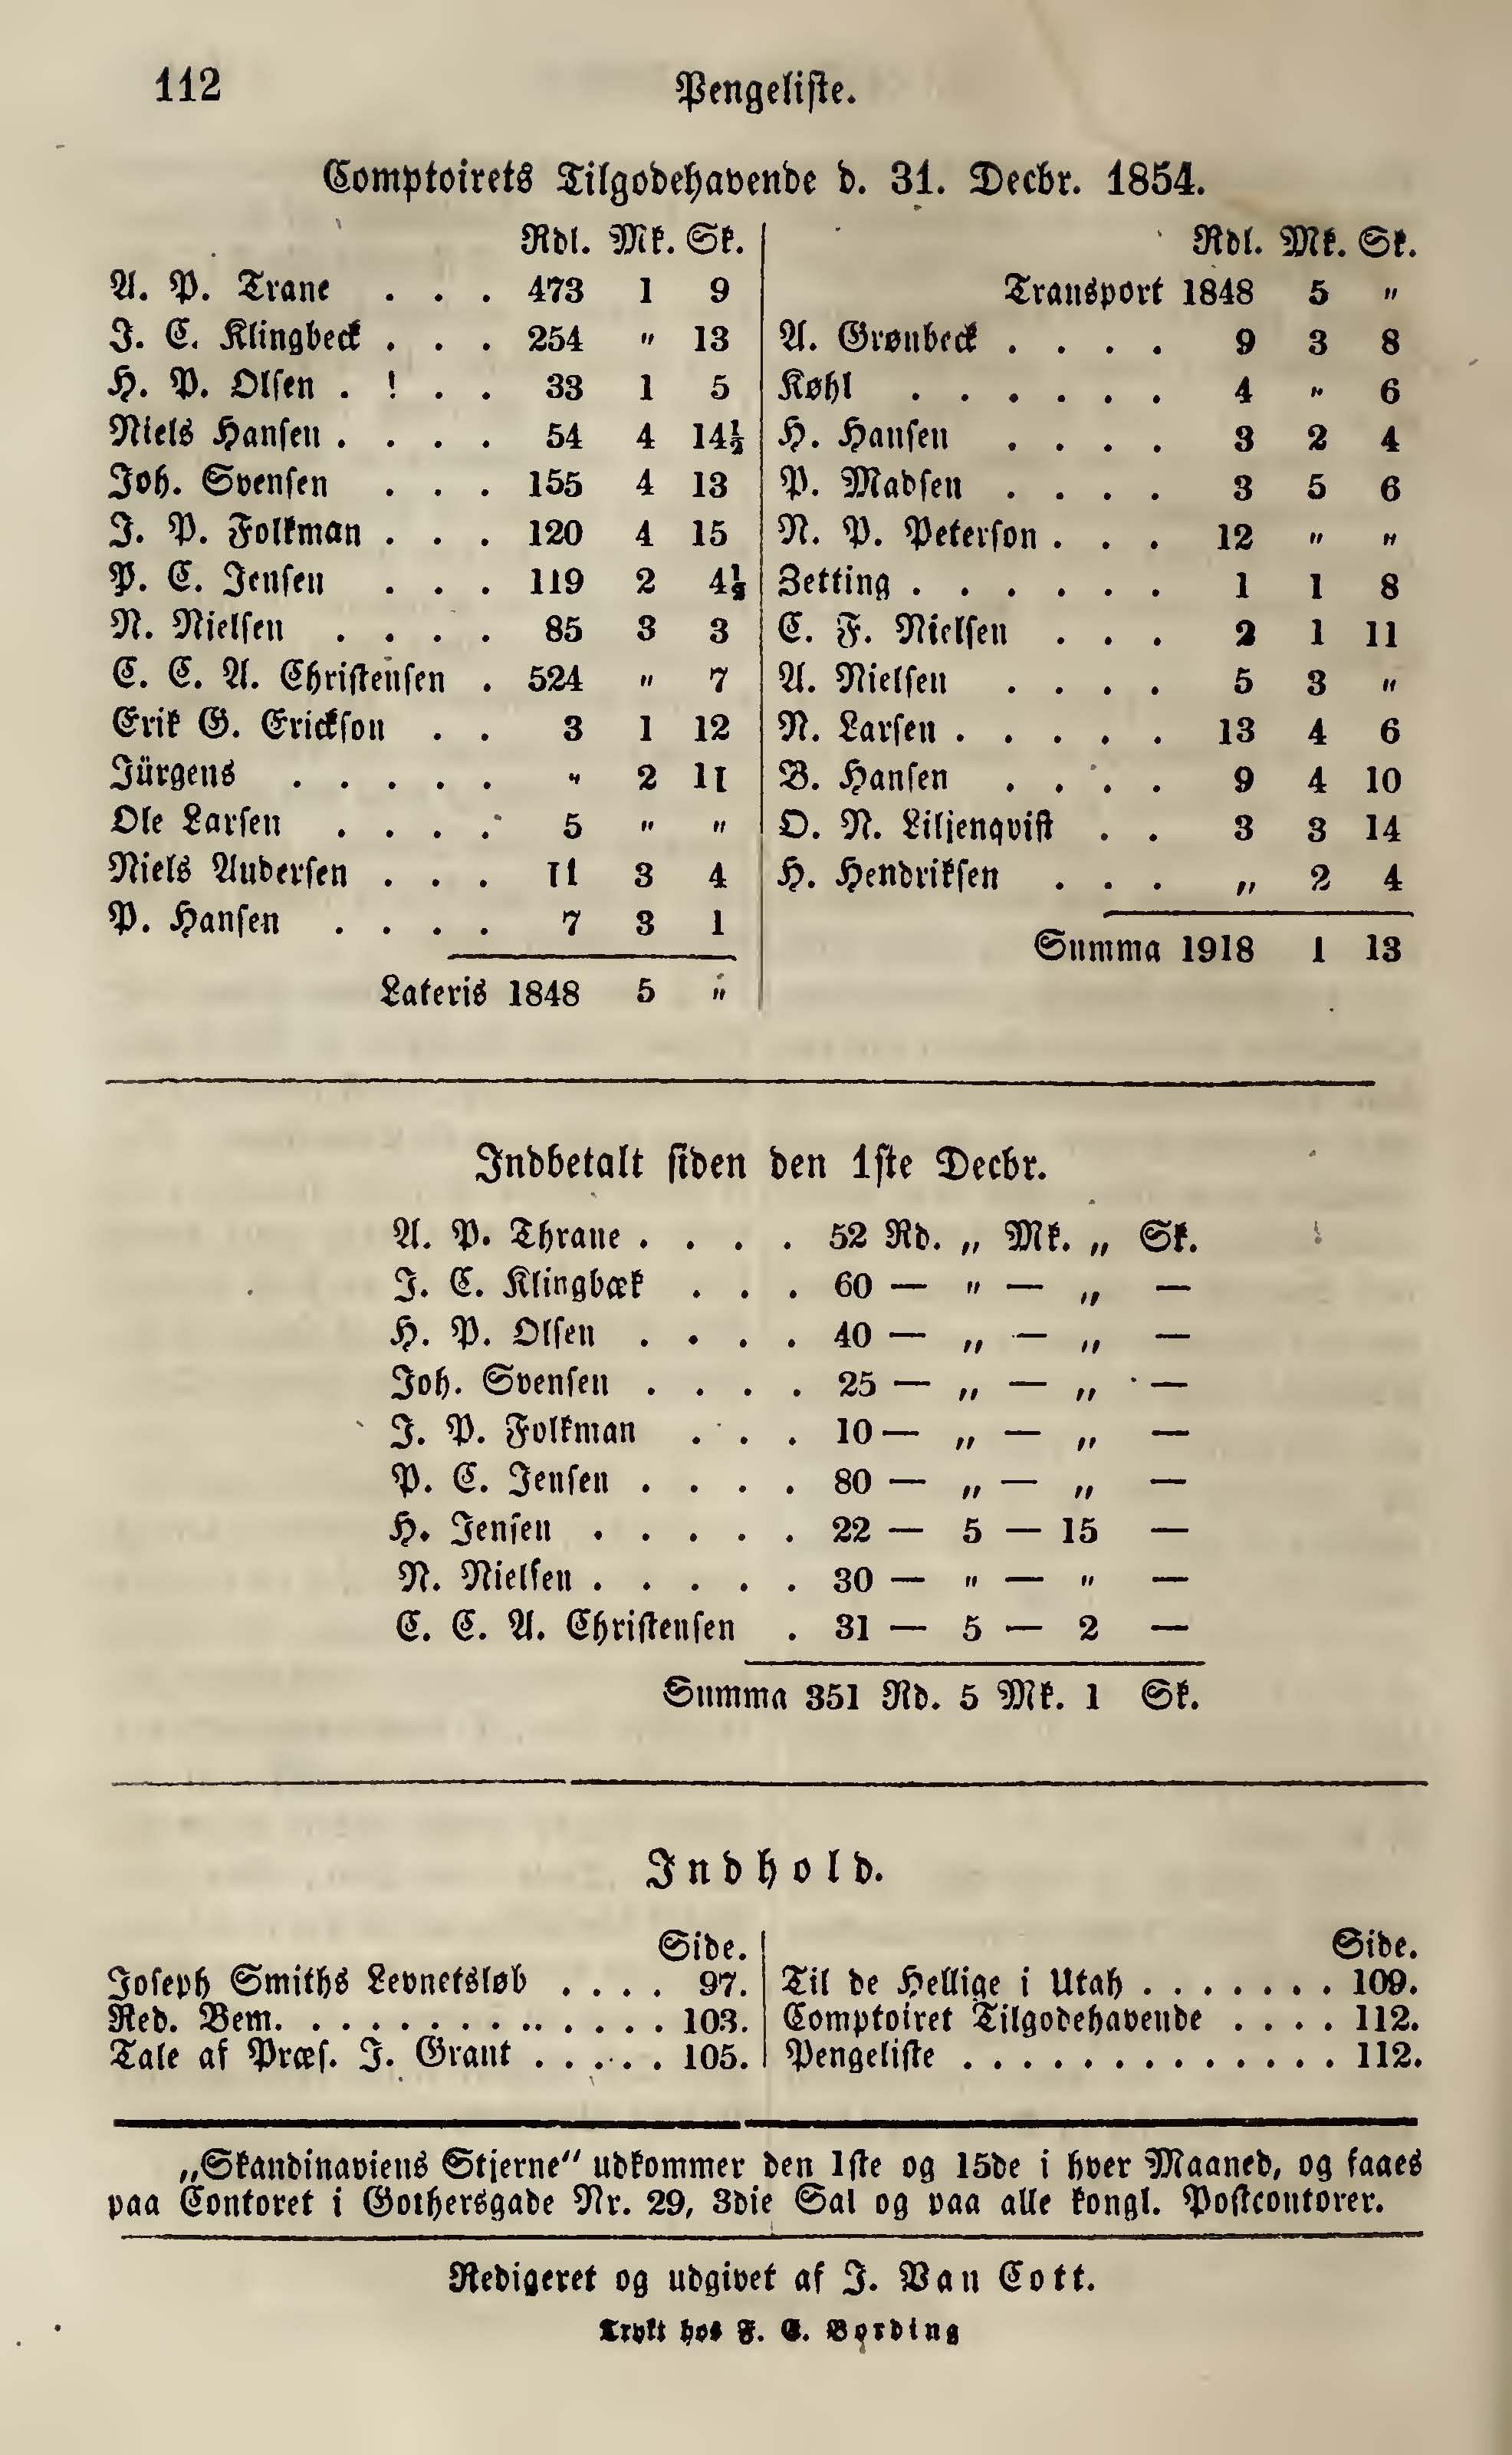 112
Pengeliste.
Comptoirets Tilgodehavende d. 31. Decbr. 1854.
Rdl. Mk. Sk.
A. P. Trane . . . 473 1 9
J. C. Klingbeck . . . 254 " 13
H. P. Olsen . ! . . 33 1 5
Niels Hansen . . . . 54 4 14½
Joh. Svensen . . . 155 4 13
J. P. Folkman . . . 120 4 15
P. C. Jensen . . . 119 2 4½
N. Nielsen . . . . 85 3 3
C. C. A. Christensen . 524 " 7
Erik G. Erickson . . 3 1 12
Jürgens . . . . . " 2 11
Ole Larsen . . . . 5 " "
Niels Andersen . . . 11 3 4
P. Hansen . . . . 7 3 1
Lateris 1848 5 "
Rdl. Mk. Sk.
Transport 1848 5 "
A. Grønbeck . . . . 9 3 8
Køhl . . . . . . 4 " 6
H. Hansen . . . . 3 2 4
P. Madsen . . . . 3 5 6
N. P. Peterson . . . 12 " "
Zetting . . . . . . 1 1 8
C. F. Nielsen . . . 2 1 11
A. Nielsen . . . . 5 3 "
N. Larsen . . . . . 13 4 6
B. Hansen . . . . 9 4 10
O. N. Liljenqvist . . 3 3 14
H. Hendriksen . . . „ 2 4
Summa 1918 1 13
Indbetalt siden den 1ste Decbr.
A. P. Thrane . . . . 52 Rd. „ Mk. „ Sk.
J. C. Klingbæk . . . 60 — " — „ —
H. P. Olsen . . . . 40 — „ — „ —
Joh. Svensen . . . . 25 — „ — „ —
J. P. Folkman . . . 10 — „ — „ —
P. C. Jensen . . . . 80 — „ — „ —
H. Jensen . . . . . 22 — 5 — 15 —
N. Nielsen . . . . . 30 — " — " —
C. C. A. Christensen . 31 — 5 — 2 —
Summa 351 Rd. 5 Mk. 1 Sk.
Indhold.
Side.
Joseph Smiths Levnetsløb . . . . 97.
Red. Bem. . . . . . . . . . . . . . 103.
Tale af Præs. J. Grant . . . . . . 105.
Side.
Til de Hellige i Utah . . . . . . . 109.
Comptoiret Tilgodehavende . . . . 112.
Pengeliste . . . . . . . . . . . . . . 112.
„Skandinaviens Stjerne“ udkommer den 1ste og 15de i hver Maaned, og faaes
paa Contoret i Gothersgade Nr. 29, 3die Sal og paa alle kongl. Postcontorer.
Redigeret og udgivet af J. Van Cott.
Trykt hos F. E. Bording